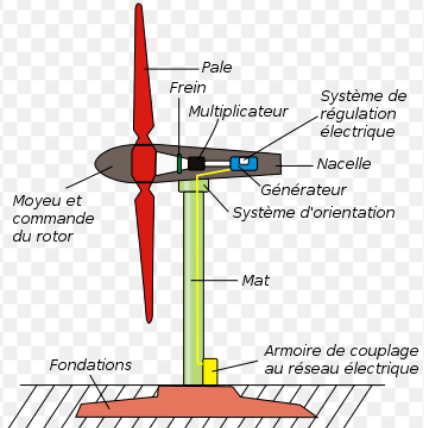 Pale
Frein
Multiplicateur
Système de
régulation
électrique
Nacelle
Générateur
Moyeu et
commande
du rotor
Système d'orientation
Mat
Armoire de couplage
au réseau électrique
Fondations